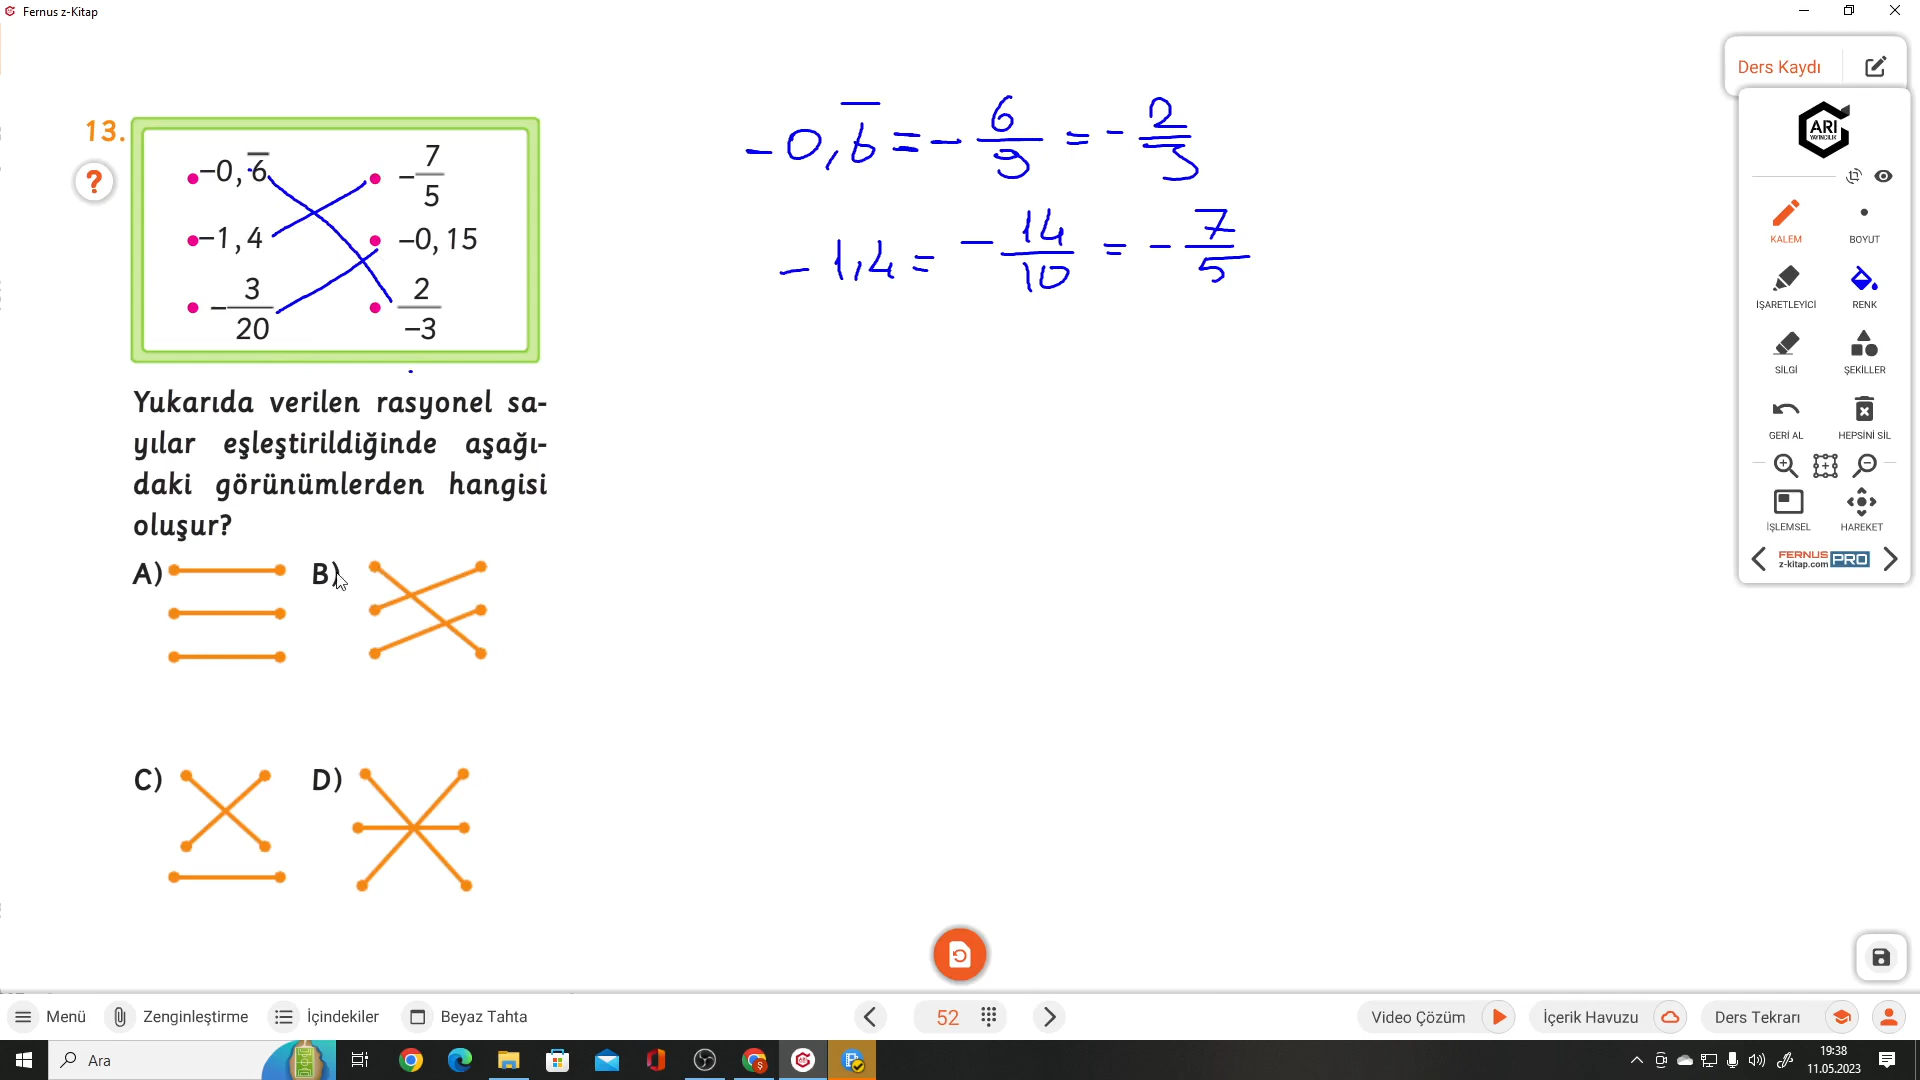 Fernus z-Kitap
Ders Kaydı
13.
?
–0,6̅
–7/5
–1,4
–0,15
–3/20
2/–3
-0,6̅ = -6/9 = -2/3
-1,4 = -14/10 = -7/5
Yukarıda verilen rasyonel sa-
yılar eşleştirildiğinde aşağı-
daki görünümlerden hangisi
oluşur?
A)
B)
C)
D)
ARI
YAYINCILIK
KALEM
BOYUT
İŞARETLEYİCİ
RENK
SİLGİ
ŞEKİLLER
GERİ AL
HEPSİNİ SİL
İŞLEMSEL
HAREKET
FERNUS
z-kitap.com PRO
Menü
Zenginleştirme
İçindekiler
Beyaz Tahta
52
Video Çözüm
İçerik Havuzu
Ders Tekrarı
Ara
19:38
11.05.2023